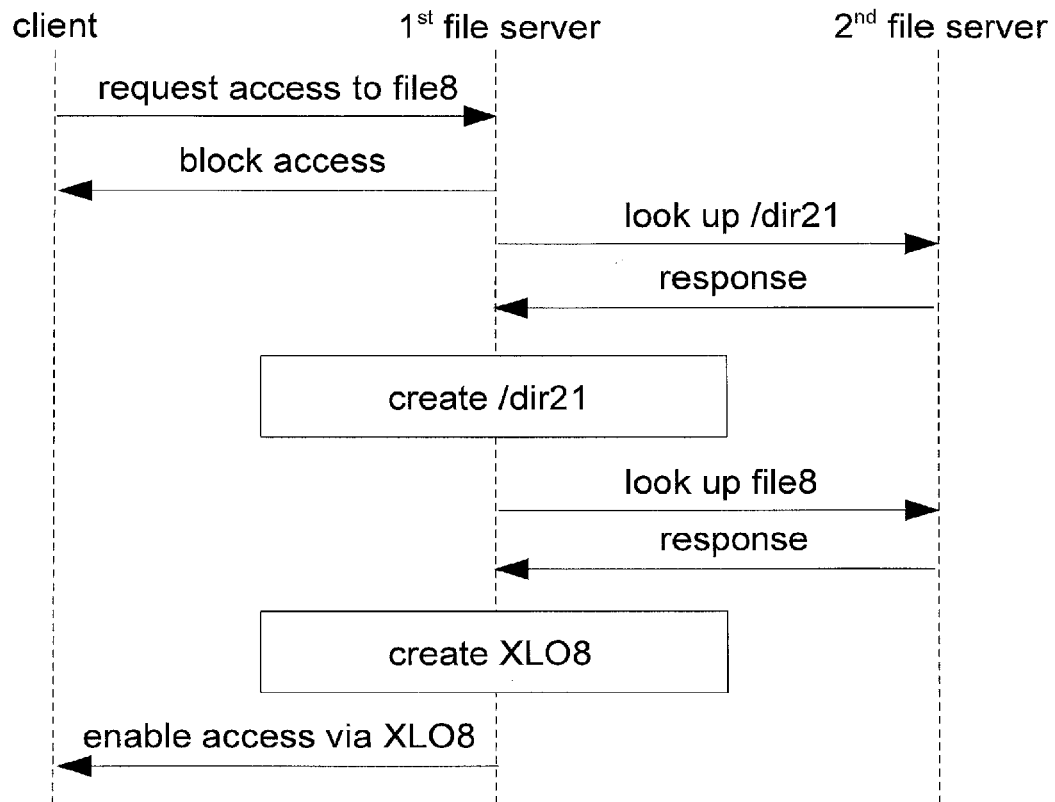 client
1st file server
2nd file server
request access to file8
block access
look up /dir21
response
create /dir21
look up file8
response
create XLO8
enable access via XLO8